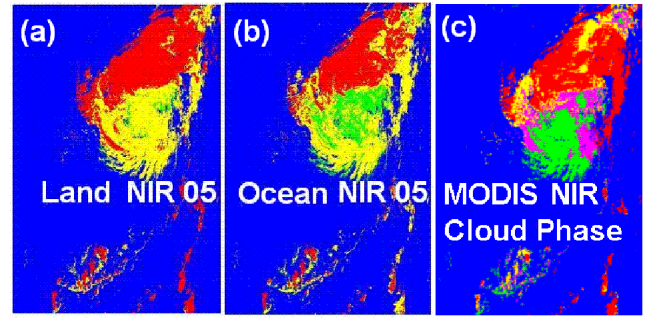 (a)
Land NIR 05
(b)
Ocean NIR 05
(c)
MODIS NIR
Cloud Phase